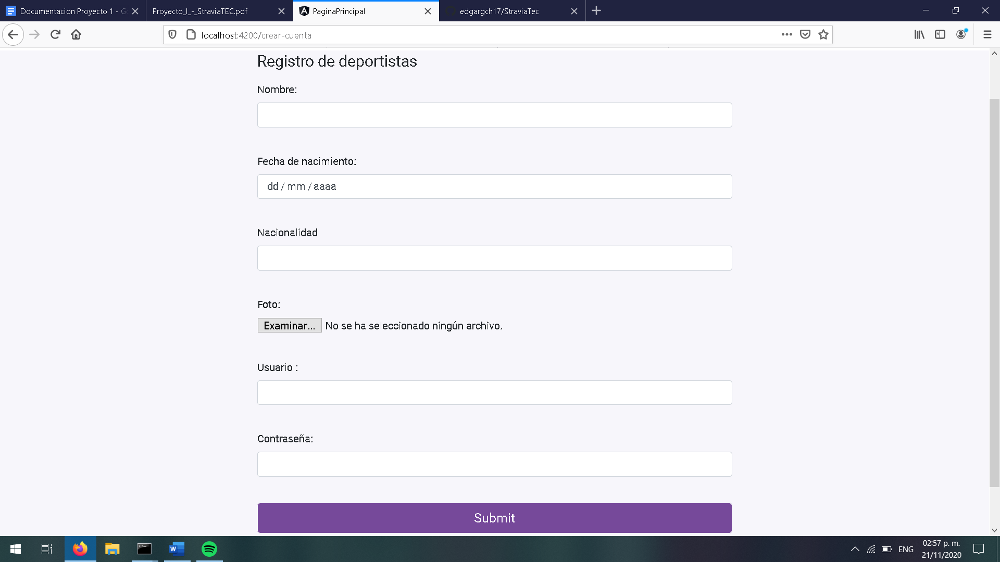 Documentacion Proyecto 1 - G
Proyecto_I_-_StraviaTEC.pdf
PaginaPrincipal
edgargch17/StraviaTec
localhost:4200/crear-cuenta
Registro de deportistas
Nombre:
Fecha de nacimiento:
dd / mm / aaaa
Nacionalidad
Foto:
Examinar... No se ha seleccionado ningún archivo.
Usuario :
Contraseña:
Submit
ENG
02:57 p. m.
21/11/2020